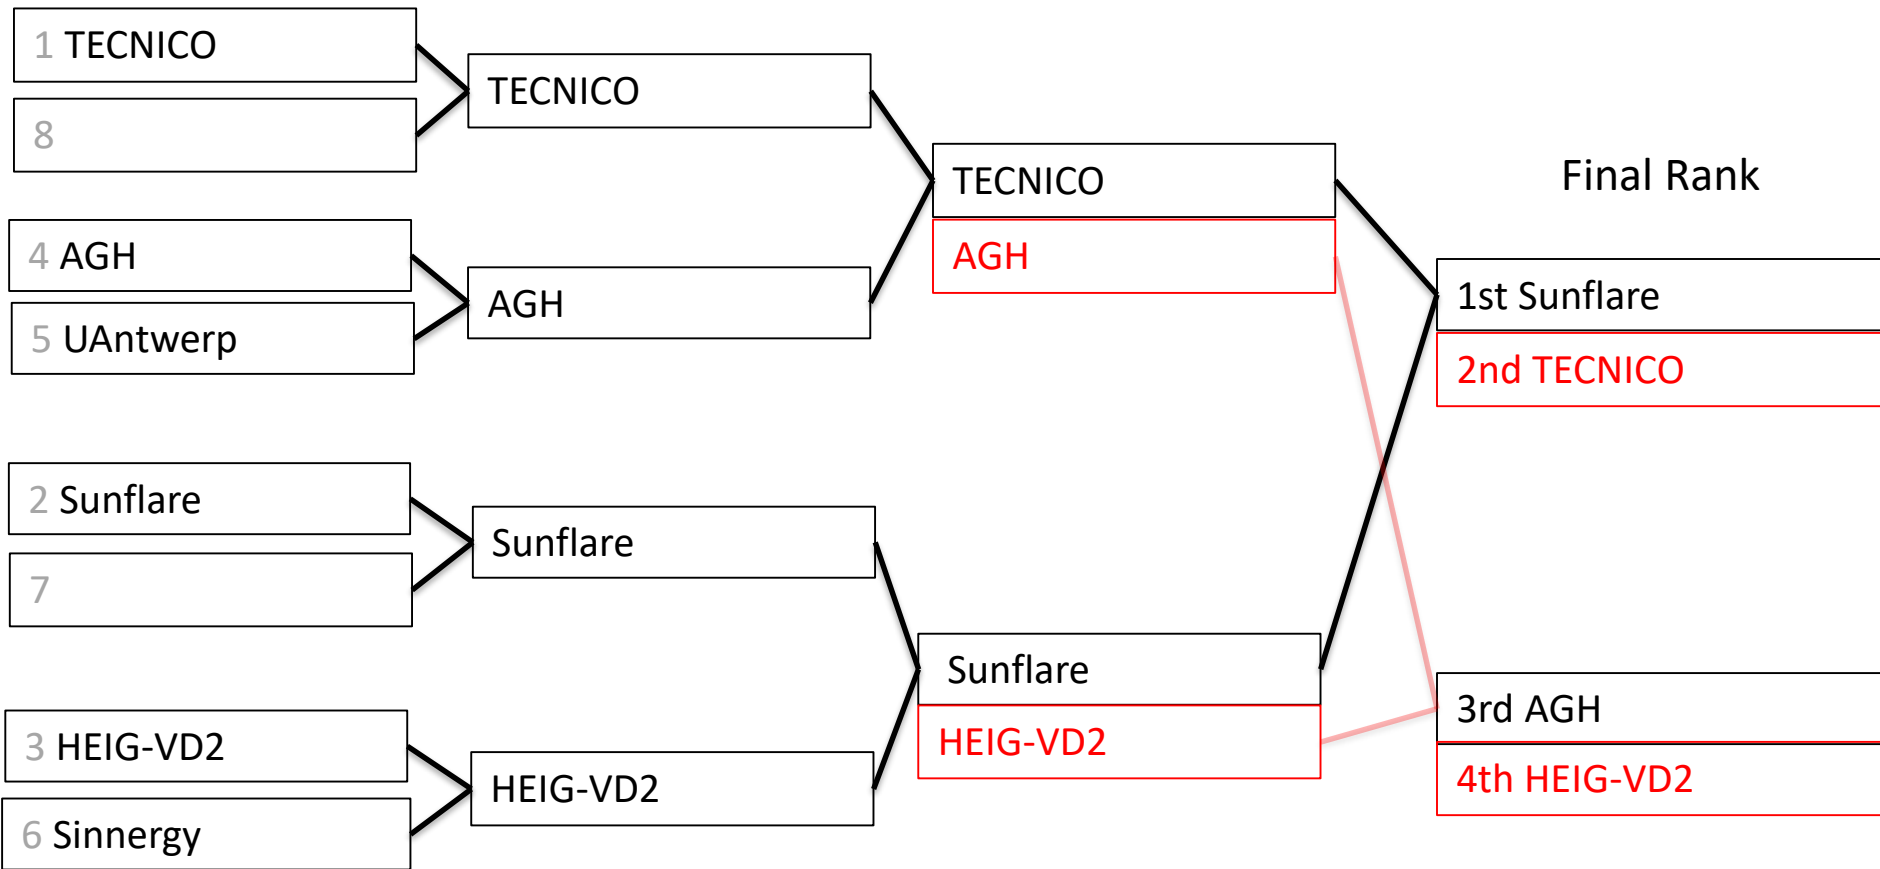 1 TECNICO
8
4 AGH
5 UAntwerp
2 Sunflare
7
3 HEIG-VD2
6 Sinnergy
TECNICO
AGH
Sunflare
HEIG-VD2
TECNICO
AGH
Sunflare
HEIG-VD2
Final Rank
1st Sunflare
2nd TECNICO
3rd AGH
4th HEIG-VD2